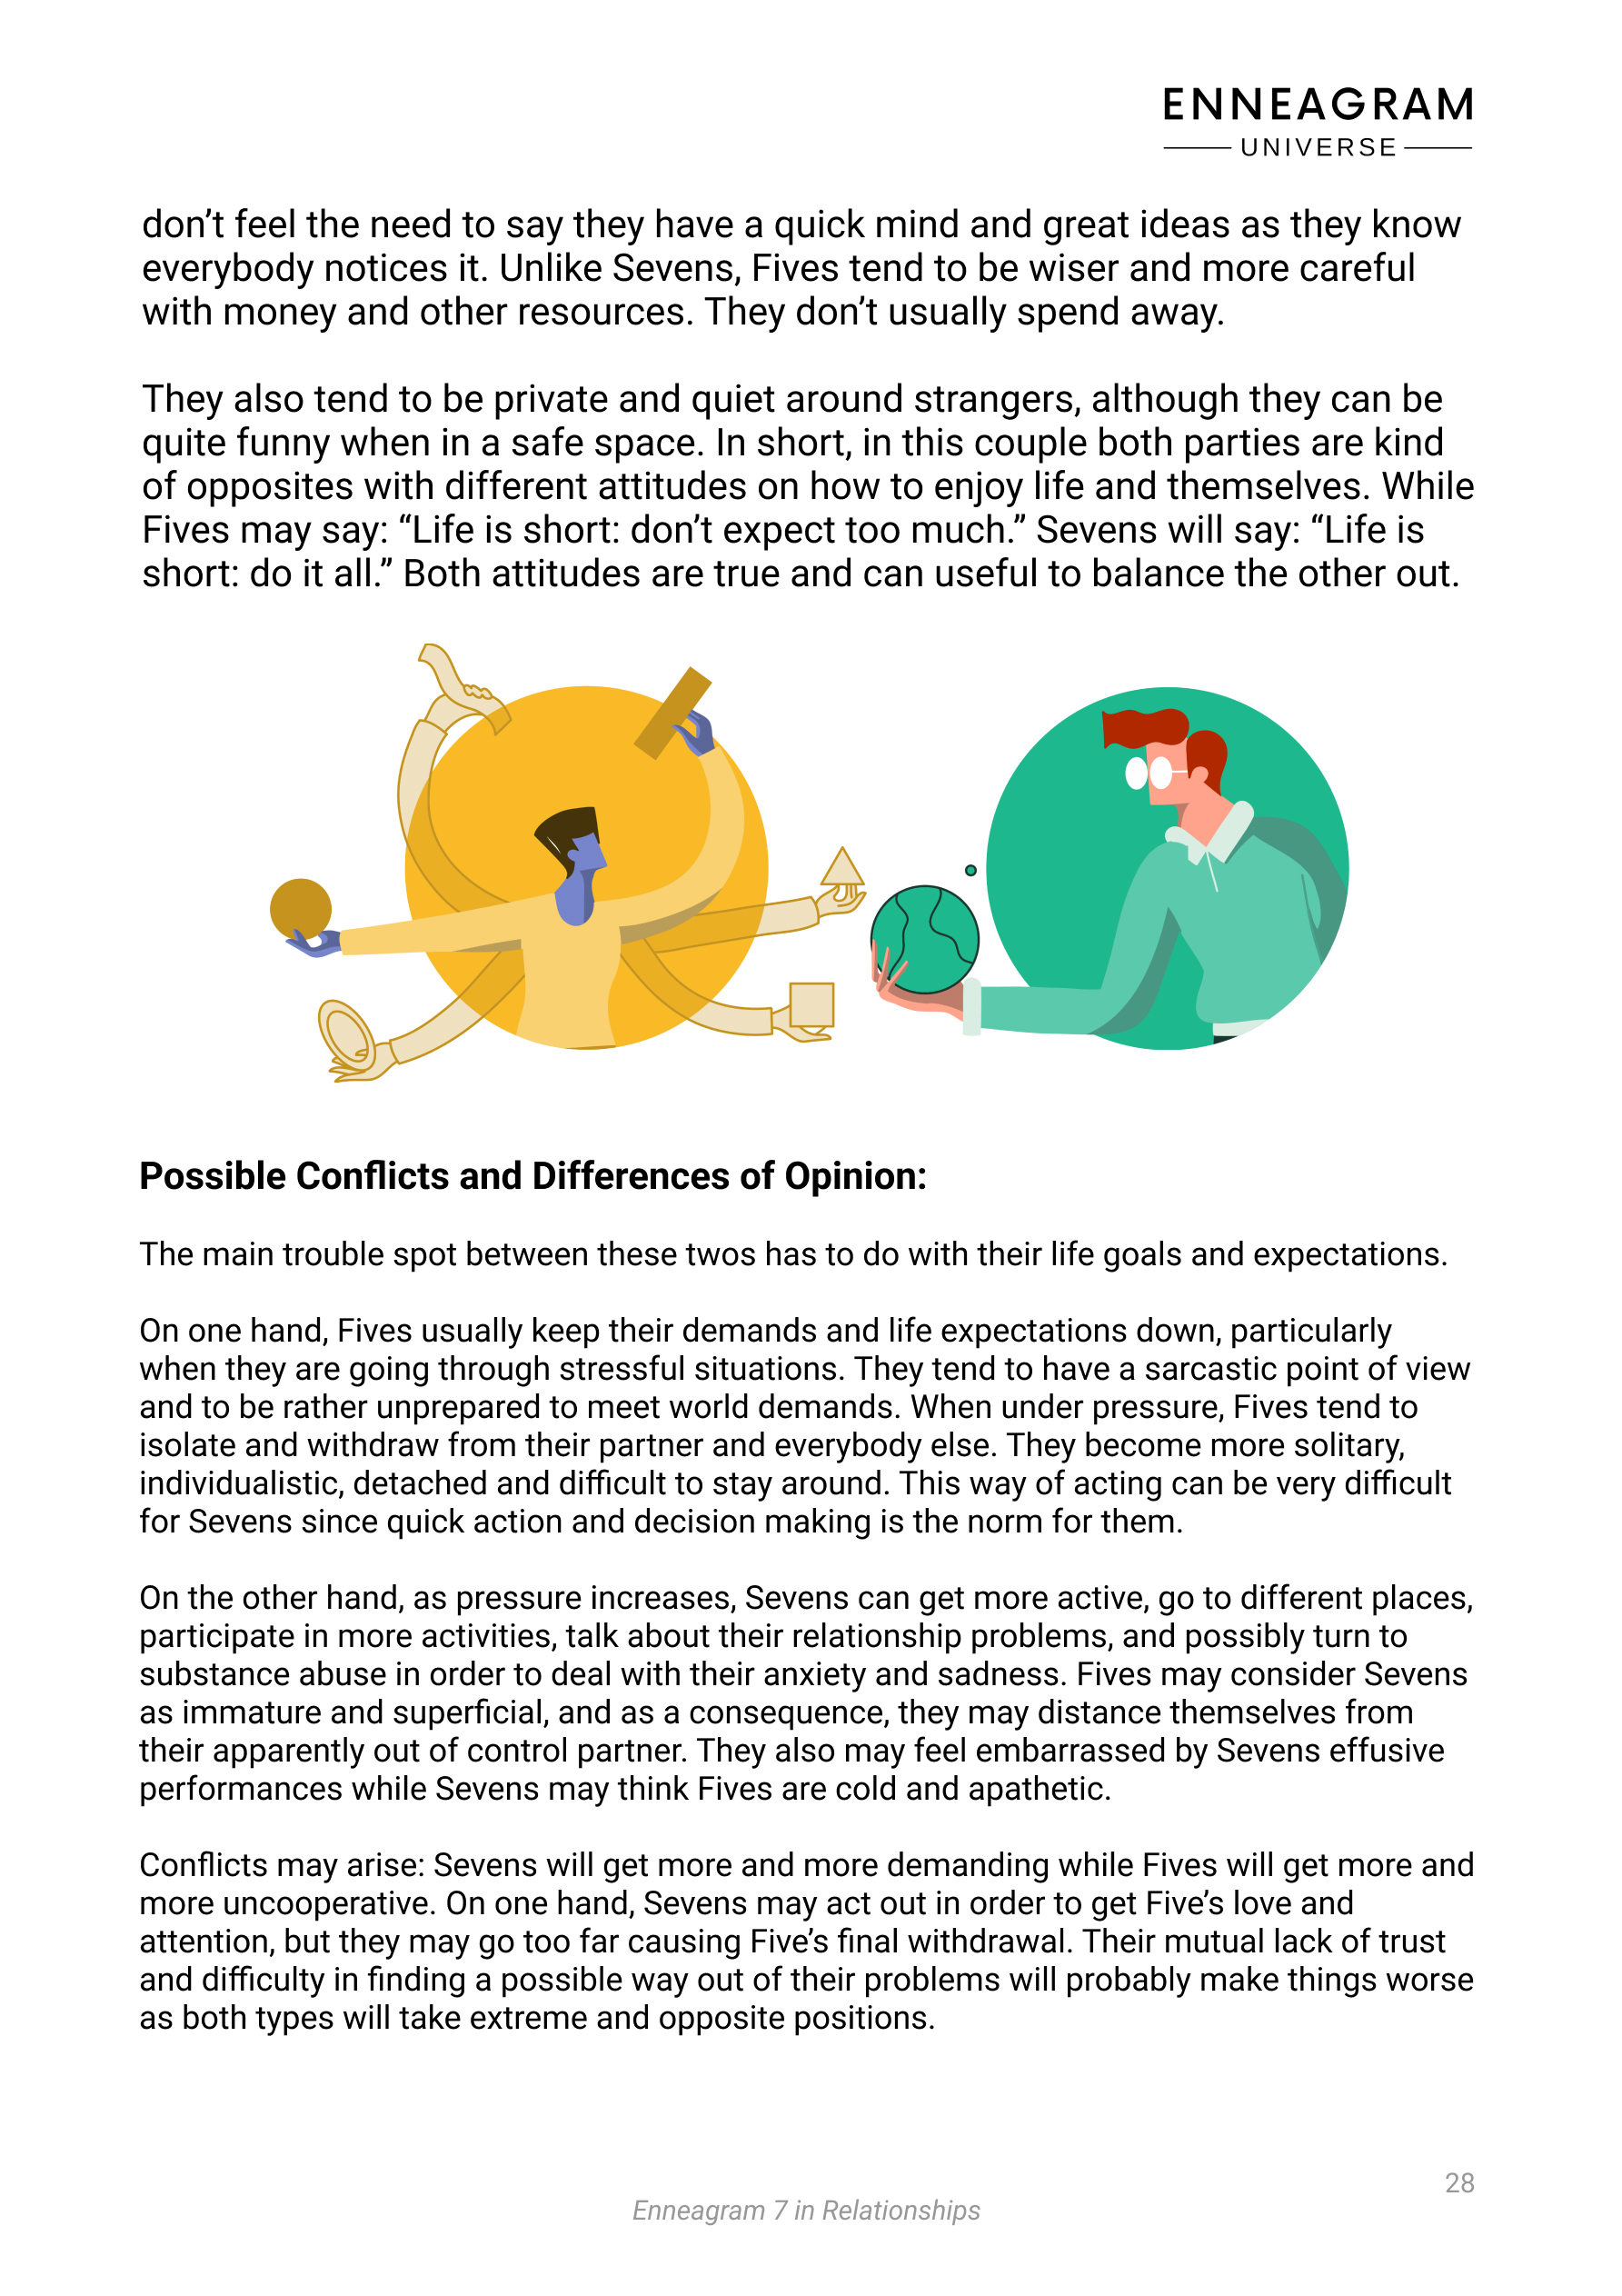 ENNEAGRAM
UNIVERSE
don’t feel the need to say they have a quick mind and great ideas as they know
everybody notices it. Unlike Sevens, Fives tend to be wiser and more careful
with money and other resources. They don’t usually spend away.
They also tend to be private and quiet around strangers, although they can be
quite funny when in a safe space. In short, in this couple both parties are kind
of opposites with different attitudes on how to enjoy life and themselves. While
Fives may say: “Life is short: don’t expect too much.” Sevens will say: “Life is
short: do it all.” Both attitudes are true and can useful to balance the other out.
Possible Conflicts and Differences of Opinion:
The main trouble spot between these twos has to do with their life goals and expectations.
On one hand, Fives usually keep their demands and life expectations down, particularly
when they are going through stressful situations. They tend to have a sarcastic point of view
and to be rather unprepared to meet world demands. When under pressure, Fives tend to
isolate and withdraw from their partner and everybody else. They become more solitary,
individualistic, detached and difficult to stay around. This way of acting can be very difficult
for Sevens since quick action and decision making is the norm for them.
On the other hand, as pressure increases, Sevens can get more active, go to different places,
participate in more activities, talk about their relationship problems, and possibly turn to
substance abuse in order to deal with their anxiety and sadness. Fives may consider Sevens
as immature and superficial, and as a consequence, they may distance themselves from
their apparently out of control partner. They also may feel embarrassed by Sevens effusive
performances while Sevens may think Fives are cold and apathetic.
Conflicts may arise: Sevens will get more and more demanding while Fives will get more and
more uncooperative. On one hand, Sevens may act out in order to get Five’s love and
attention, but they may go too far causing Five’s final withdrawal. Their mutual lack of trust
and difficulty in finding a possible way out of their problems will probably make things worse
as both types will take extreme and opposite positions.
28
Enneagram 7 in Relationships